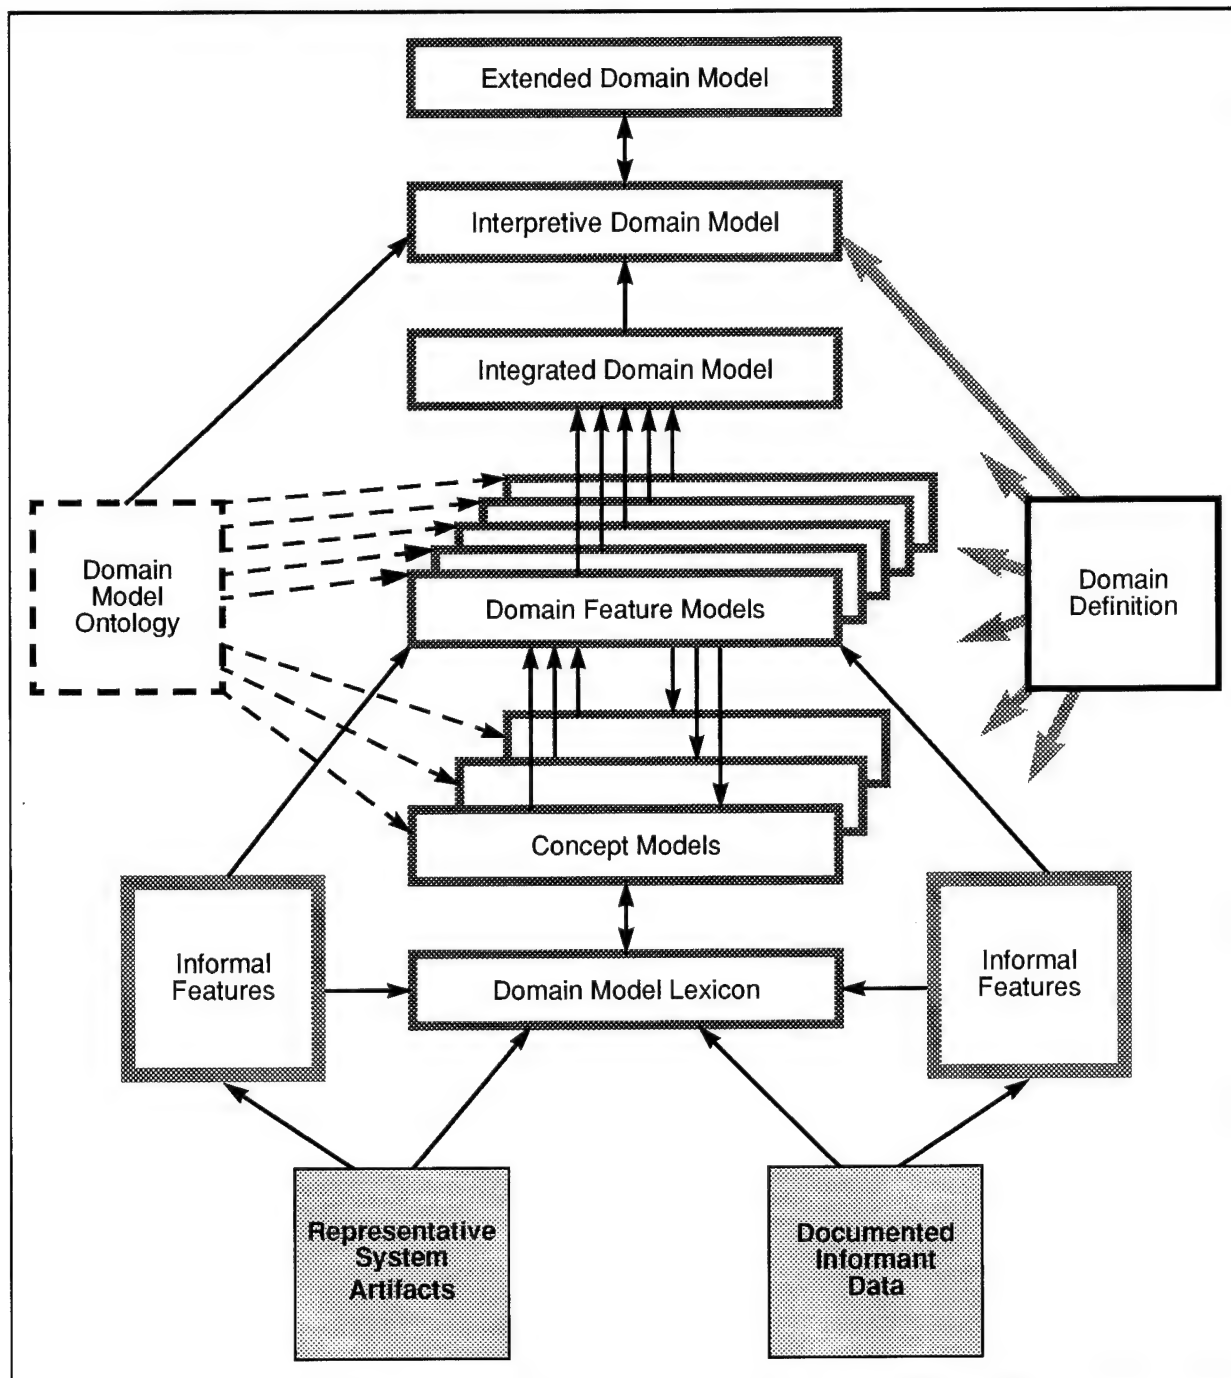 Extended Domain Model
Interpretive Domain Model
Integrated Domain Model
Domain
Model
Ontology
Domain Feature Models
Domain
Definition
Concept Models
Informal
Features
Domain Model Lexicon
Informal
Features
Representative
System
Artifacts
Documented
Informant
Data